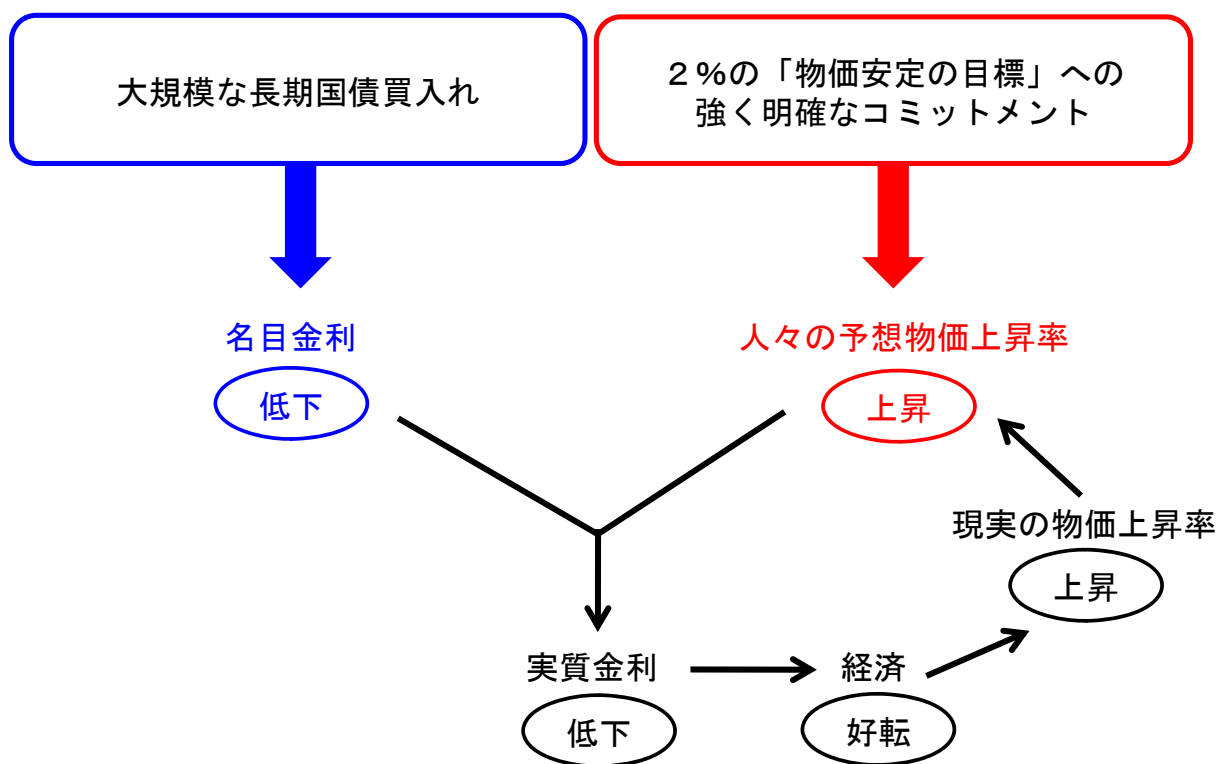 大規模な長期国債買入れ
２％の「物価安定の目標」への
強く明確なコミットメント
名目金利
低下
人々の予想物価上昇率
上昇
現実の物価上昇率
上昇
実質金利
低下
経済
好転